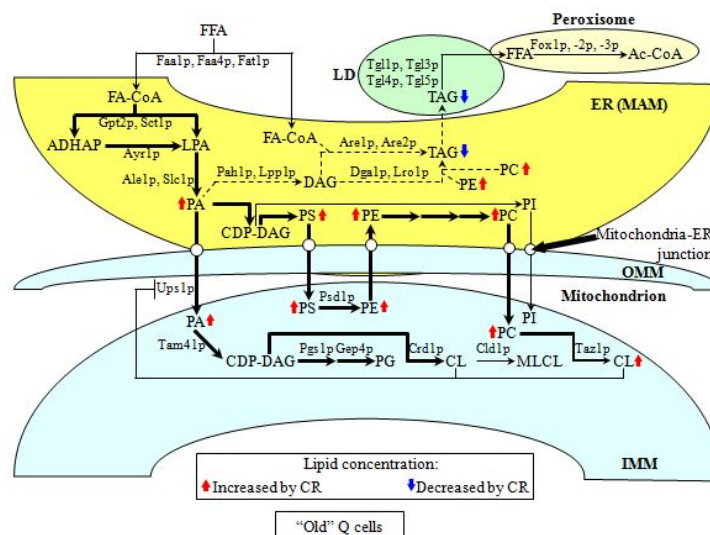 Peroxisome
FFA
Faa1p, Faa4p, Fat1p
LD
Tgl1p, Tgl3p
Tgl4p, Tgl5p
TAG
FFA
Fox1p, -2p, -3p
Ac-CoA
ER (MAM)
FA-CoA
Gpt2p, Sct1p
ADHAP
Ayr1p
LPA
FA-CoA
Are1p, Are2p
TAG
Ale1p, Slc1p
Pah1p, Lpp1p
DAG
Dga1p, Lro1p
PC
PE
PA
CDP-DAG
PS
PE
PC
PI
Mitochondria-ER
junction
OMM
Mitochondrion
Ups1p
PA
PS
Psd1p
PE
PI
PC
Tam41p
CDP-DAG
Pgs1p
Gep4p
PG
Crd1p
CL
Cld1p
MLCL
Taz1p
CL
IMM
Lipid concentration:
Increased by CR
Decreased by CR
"Old" Q cells